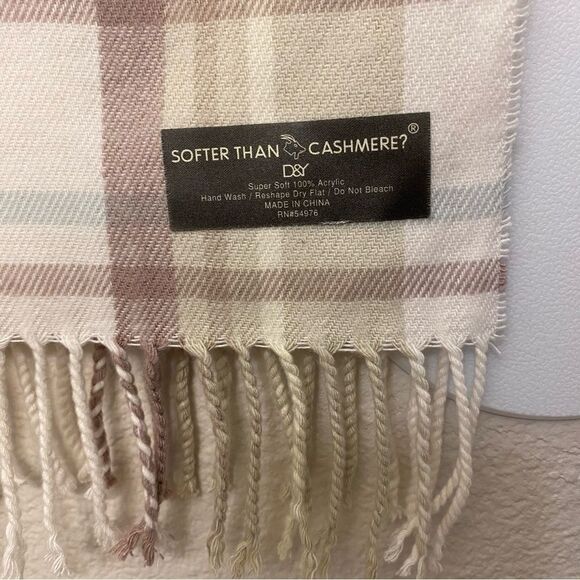 SOFTER THAN CASHMERE?®
D&Y
Super Soft 100% Acrylic
Hand Wash / Reshape Dry Flat / Do Not Bleach
MADE IN CHINA
RN#54976